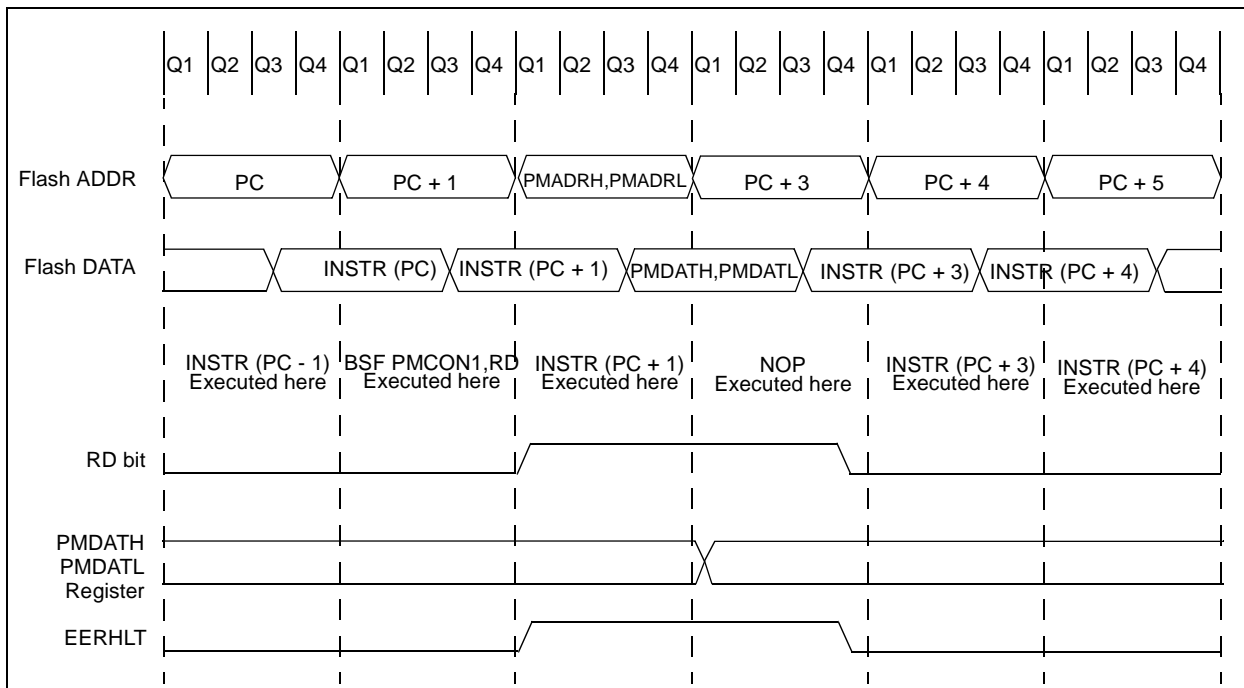 Q1 Q2 Q3 Q4 Q1 Q2 Q3 Q4 Q1 Q2 Q3 Q4 Q1 Q2 Q3 Q4 Q1 Q2 Q3 Q4 Q1 Q2 Q3 Q4
Flash ADDR PC PC + 1 PMADRH,PMADRL PC + 3 PC + 4 PC + 5
Flash DATA INSTR (PC) INSTR (PC + 1) PMDATH,PMDATL INSTR (PC + 3) INSTR (PC + 4)
INSTR (PC - 1) BSF PMCON1,RD INSTR (PC + 1) NOP INSTR (PC + 3) INSTR (PC + 4)
Executed here Executed here Executed here Executed here Executed here Executed here
RD bit
PMDATH
PMDATL
Register
EERHLT